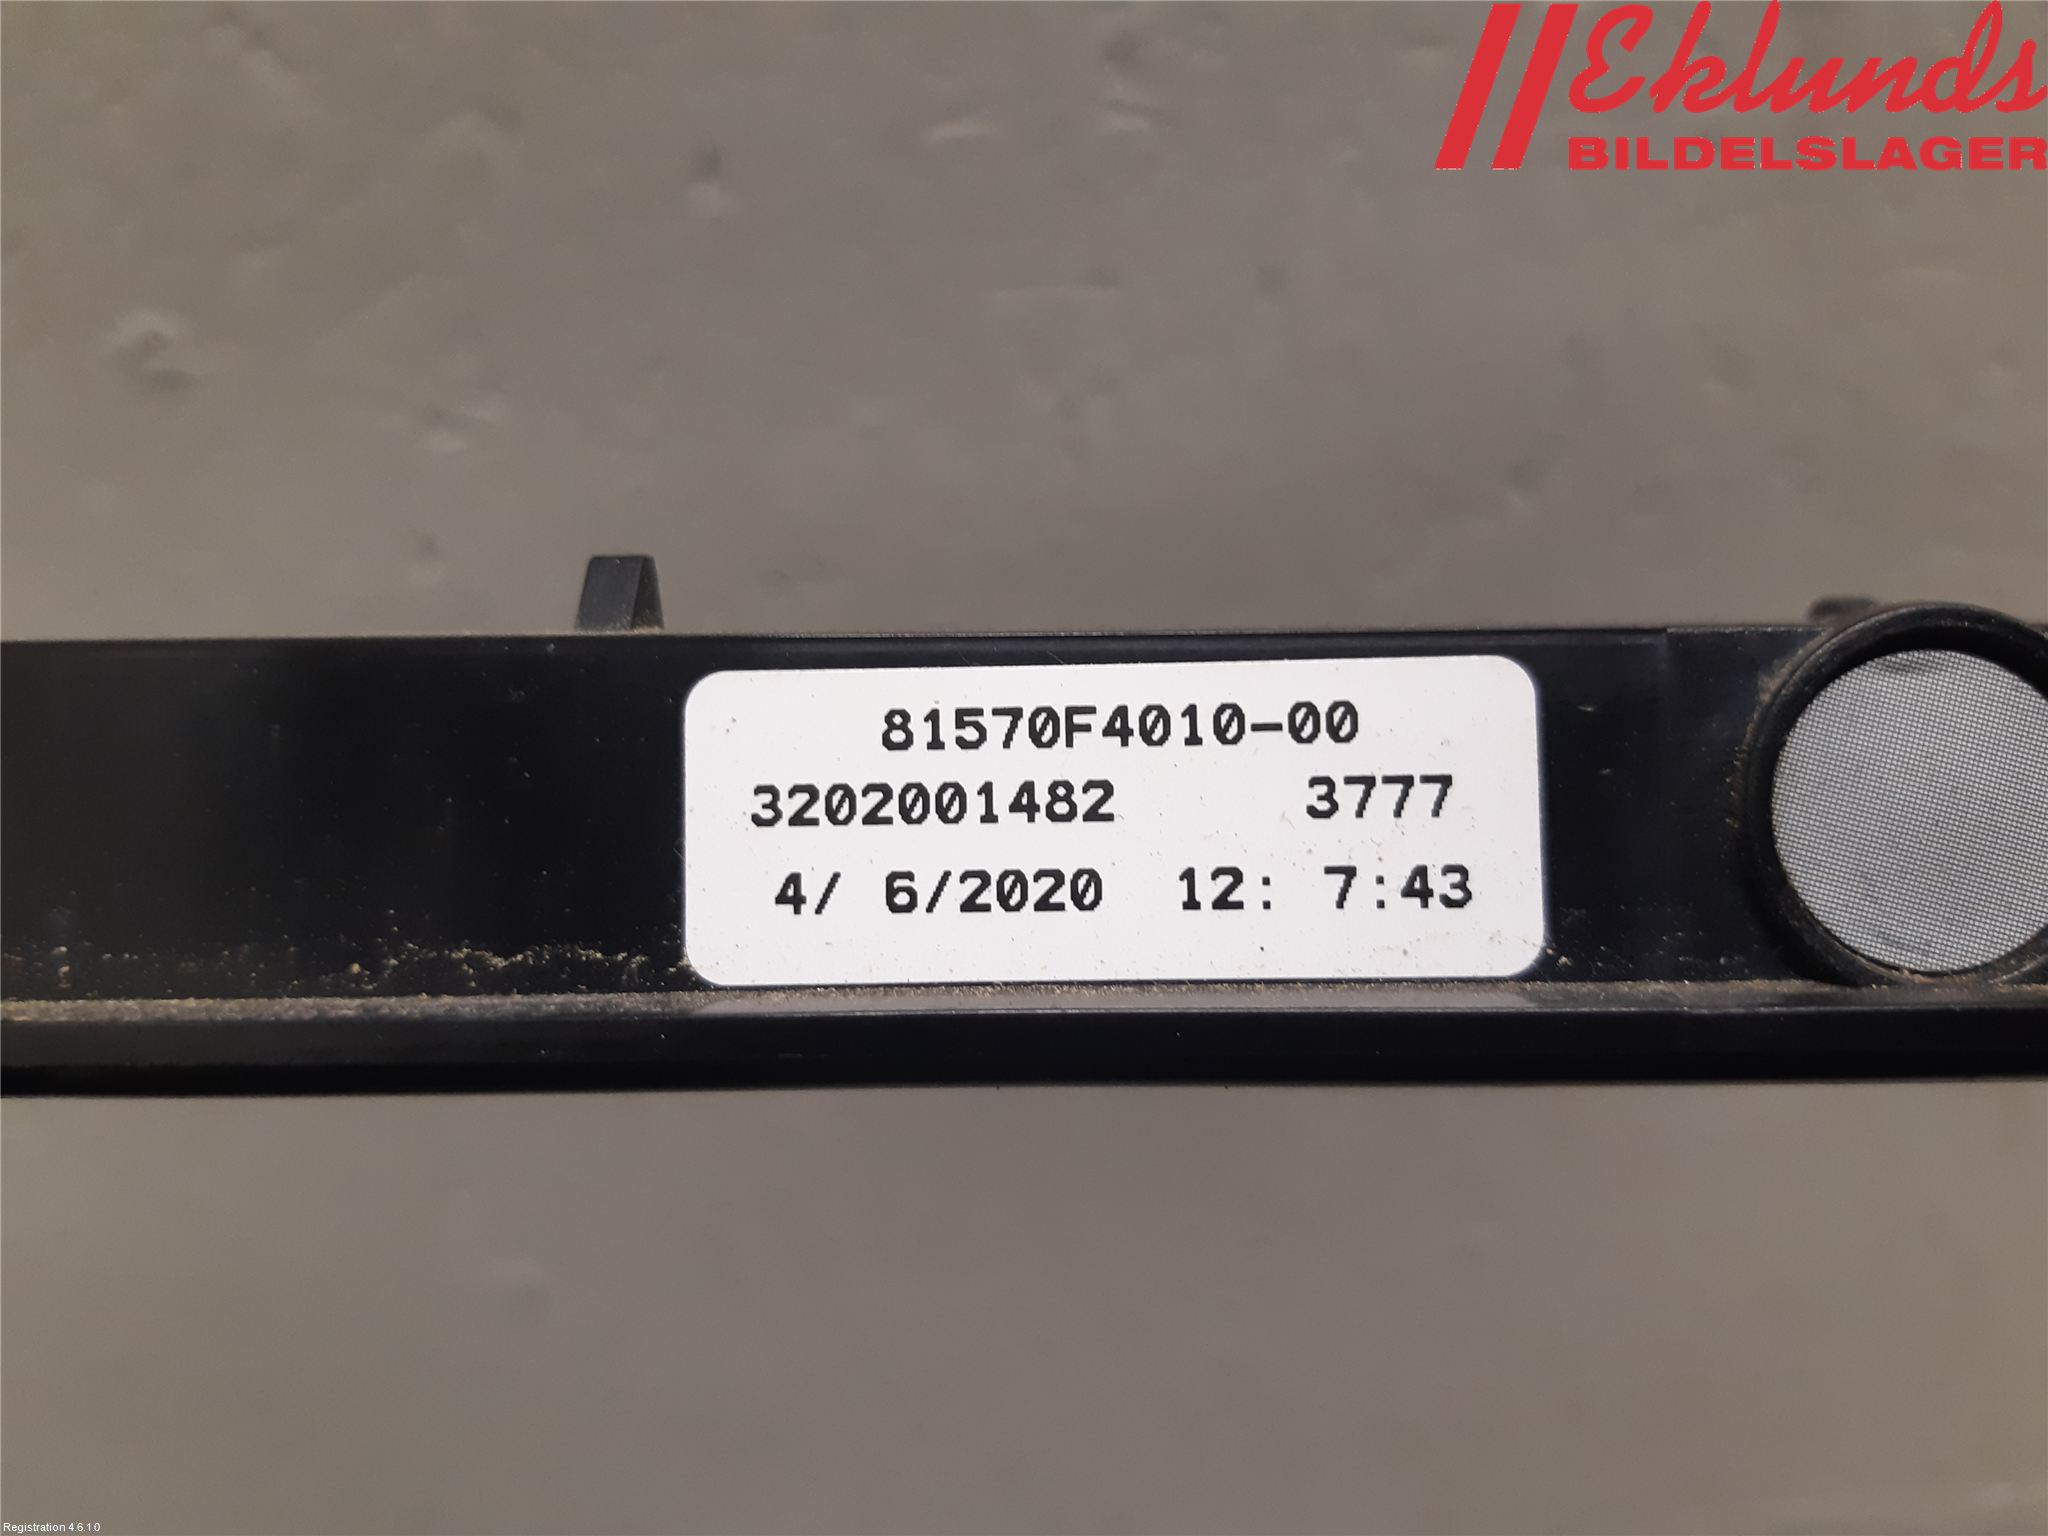 Eklunds
BILDELSLAGER
81570F4010-00
3202001482 3777
4/ 6/2020 12: 7:43
Registration 4.6.1.0